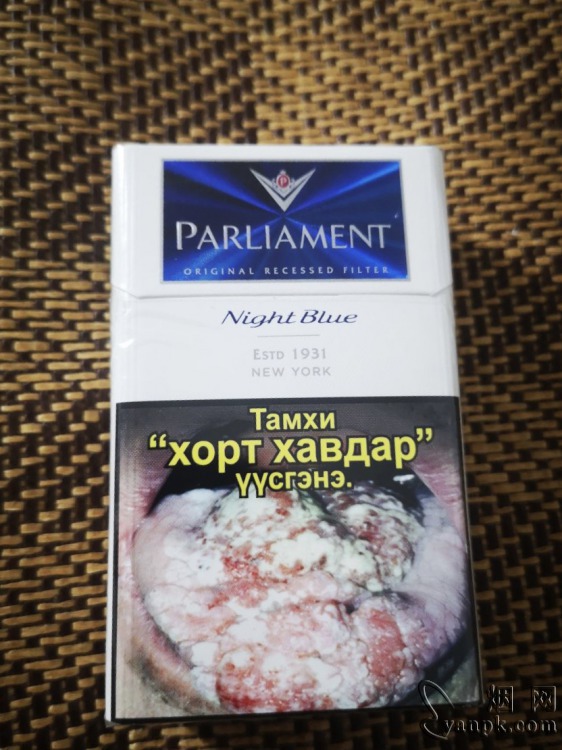 P
PARLIAMENT
ORIGINAL RECESSED FILTER
Night Blue
ESTD 1931
NEW YORK
Тамхи
“хорт хавдар”
үүсгэнэ.
烟网
yanpk.com